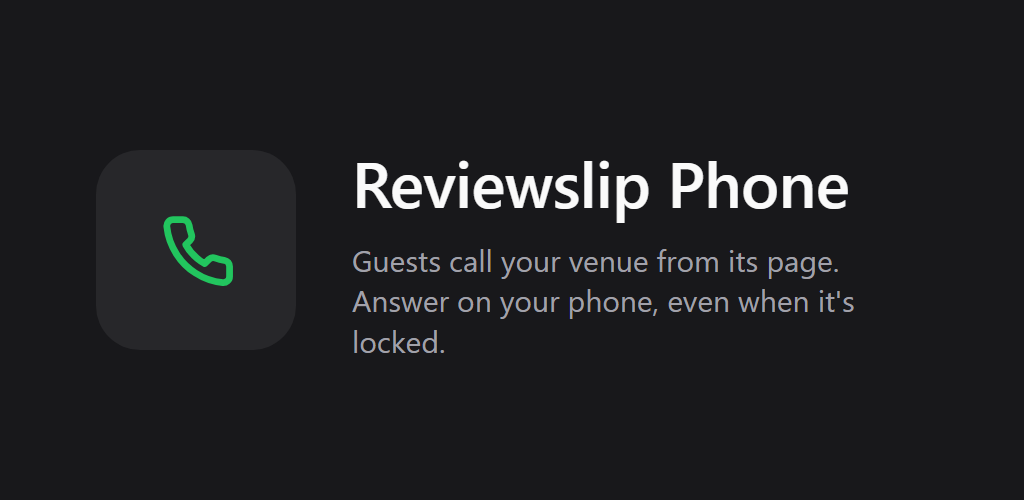 Reviewslip Phone
Guests call your venue from its page.
Answer on your phone, even when it's
locked.